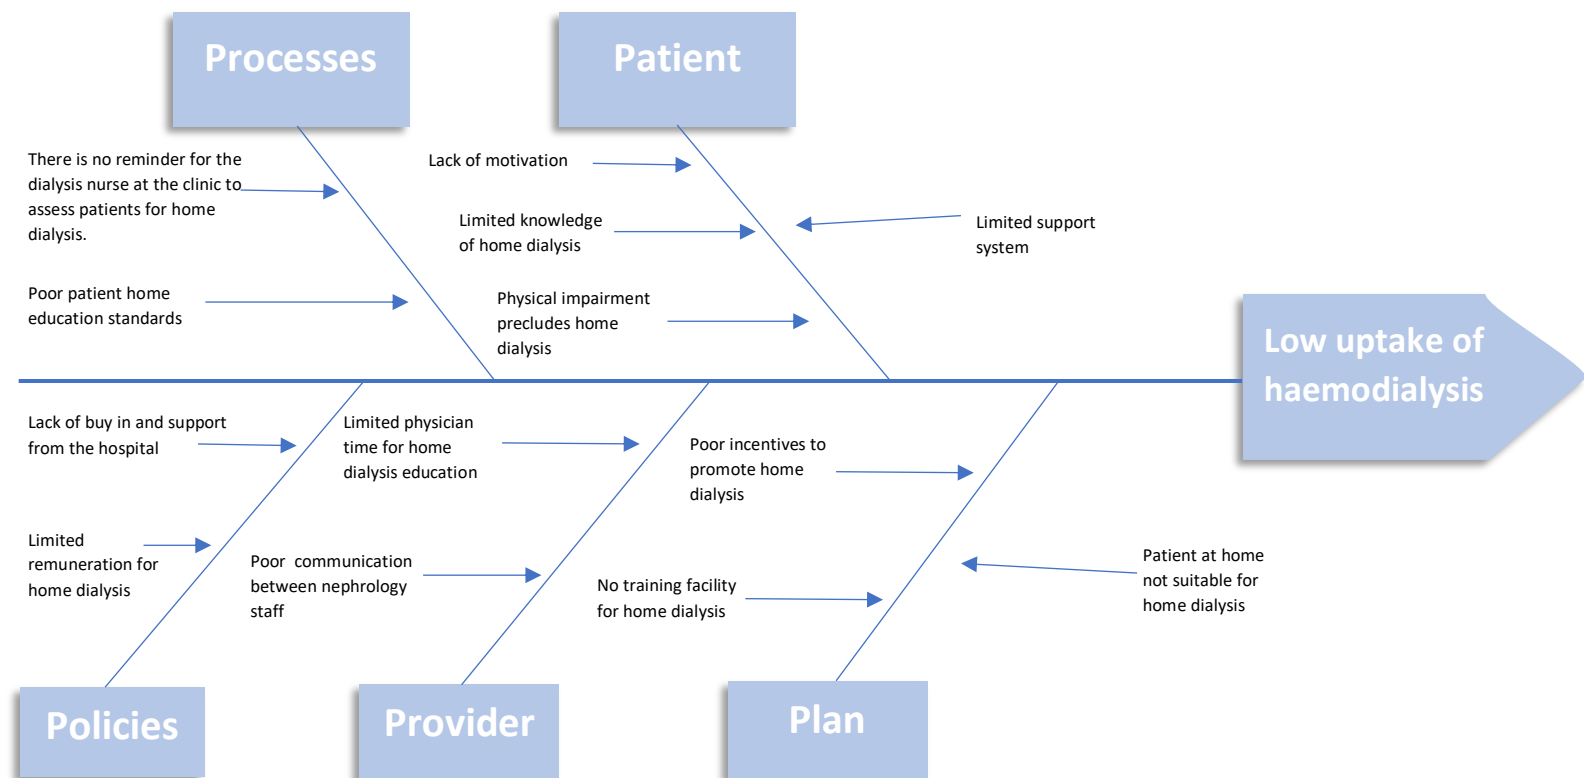 Processes
Patient
There is no reminder for the
dialysis nurse at the clinic to
assess patients for home
dialysis.
Poor patient home
education standards
Lack of motivation
Limited knowledge
of home dialysis
Physical impairment
precludes home
dialysis
Limited support
system
Low uptake of
haemodialysis
Lack of buy in and support
from the hospital
Limited
remuneration for
home dialysis
Limited physician
time for home
dialysis education
Poor  communication
between nephrology
staff
Poor incentives to
promote home
dialysis
No training facility
for home dialysis
Patient at home
not suitable for
home dialysis
Policies
Provider
Plan